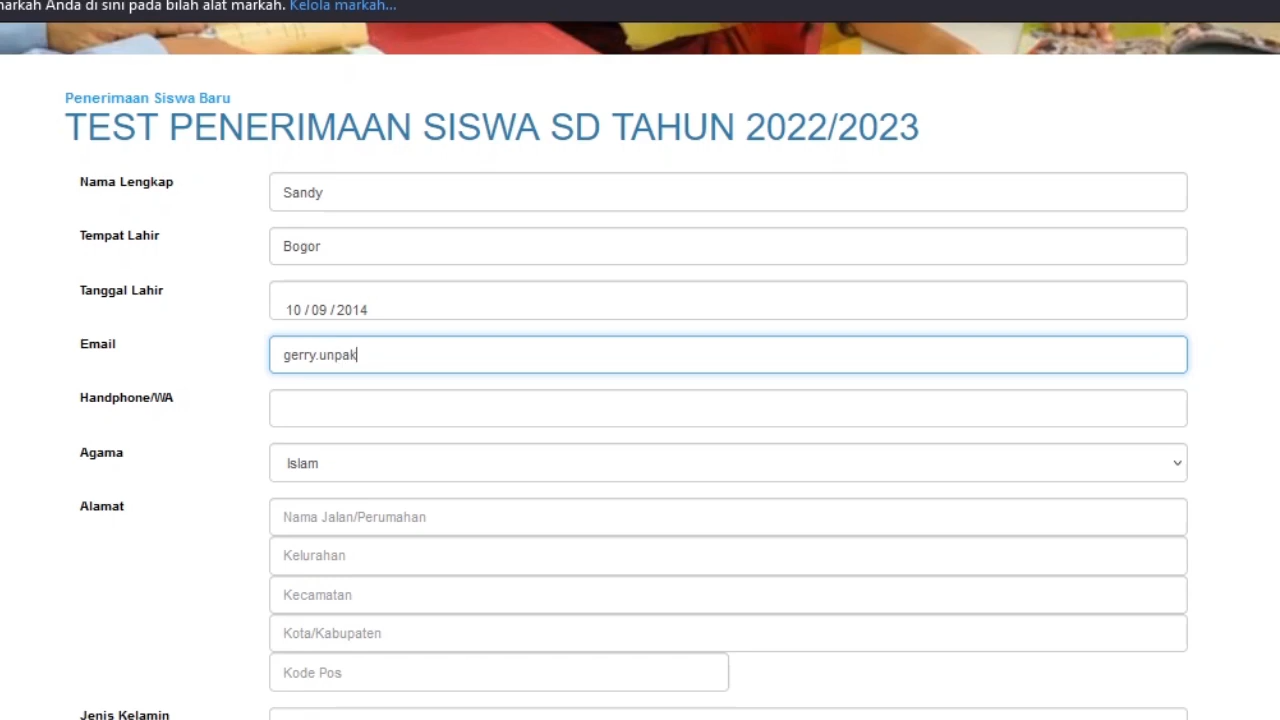 markah Anda di sini pada bilah alat markah. Kelola markah...
Penerimaan Siswa Baru
TEST PENERIMAAN SISWA SD TAHUN 2022/2023
Nama Lengkap
Sandy
Tempat Lahir
Bogor
Tanggal Lahir
10 / 09 / 2014
Email
gerry.unpak
Handphone/WA
Agama
Islam
Alamat
Nama Jalan/Perumahan
Kelurahan
Kecamatan
Kota/Kabupaten
Kode Pos
Jenis Kelamin